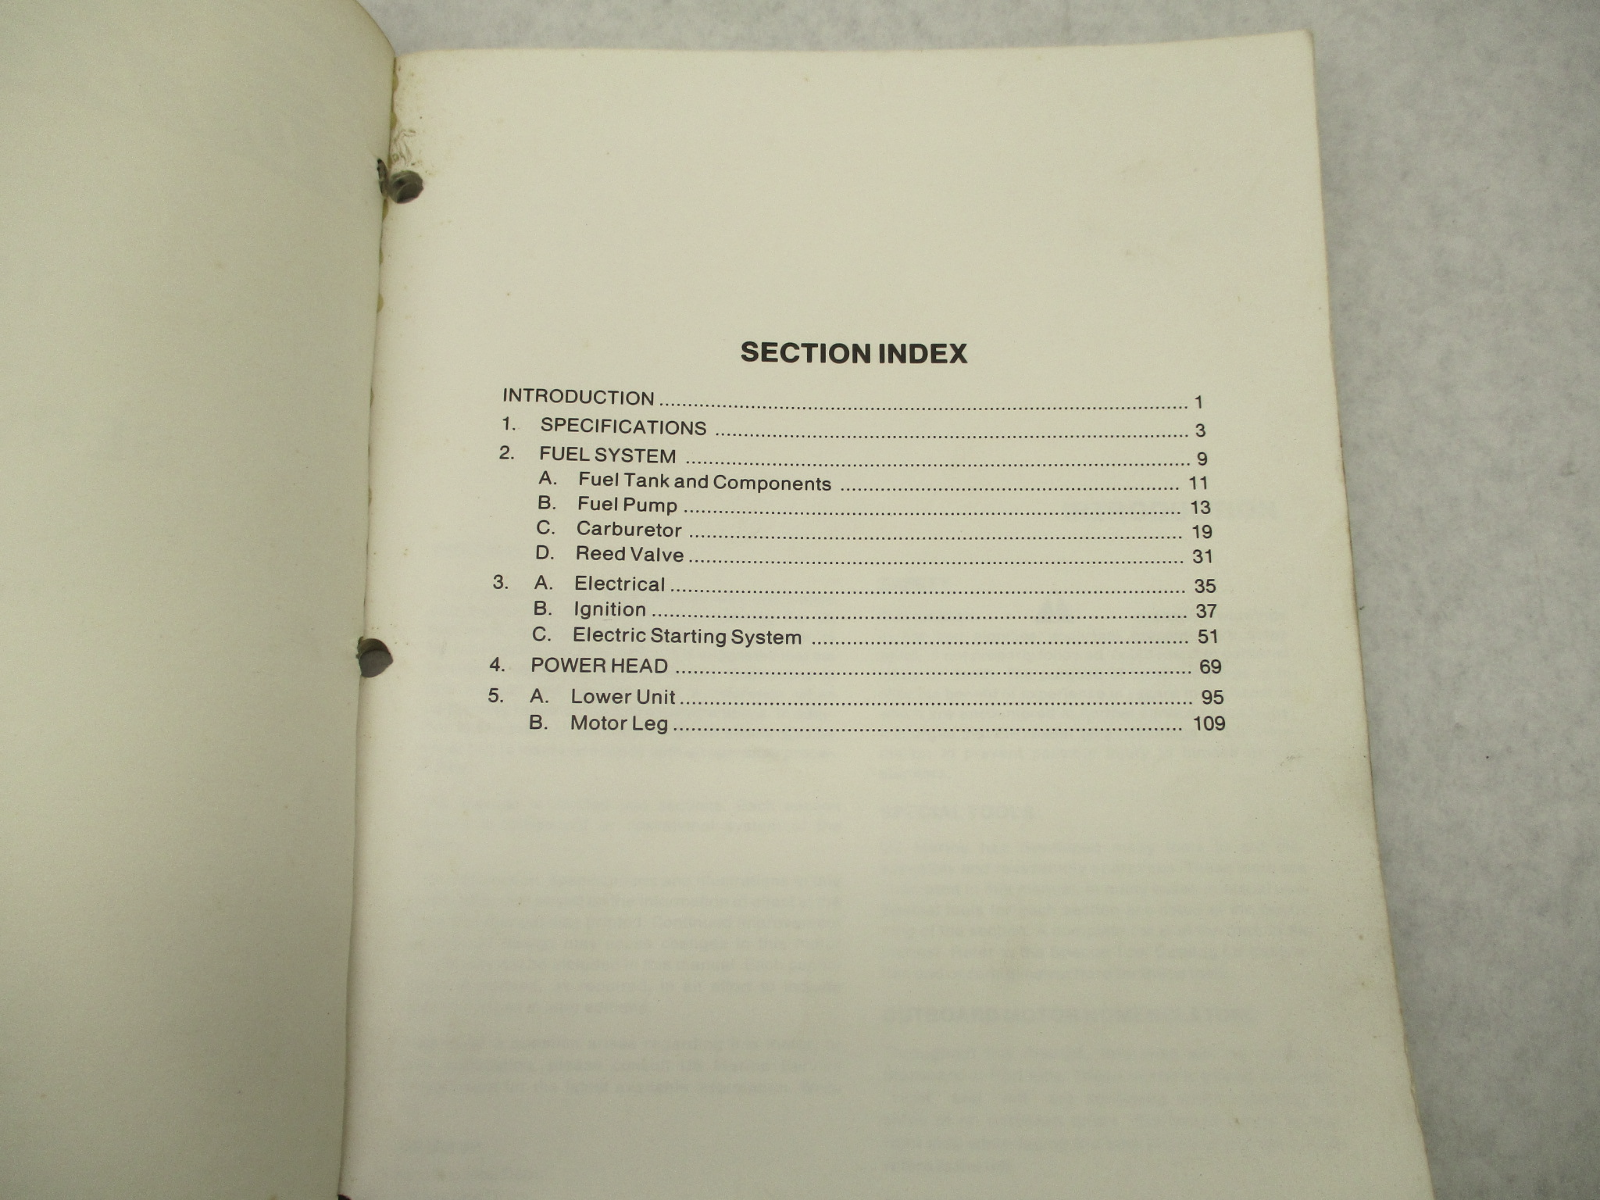 SECTION INDEX
INTRODUCTION ........ 1
1. SPECIFICATIONS ........ 3
2. FUEL SYSTEM ........ 9
A. Fuel Tank and Components ........ 11
B. Fuel Pump ........ 13
C. Carburetor ........ 19
D. Reed Valve ........ 31
3. A. Electrical ........ 35
B. Ignition ........ 37
C. Electric Starting System ........ 51
4. POWER HEAD ........ 69
5. A. Lower Unit ........ 95
B. Motor Leg ........ 109